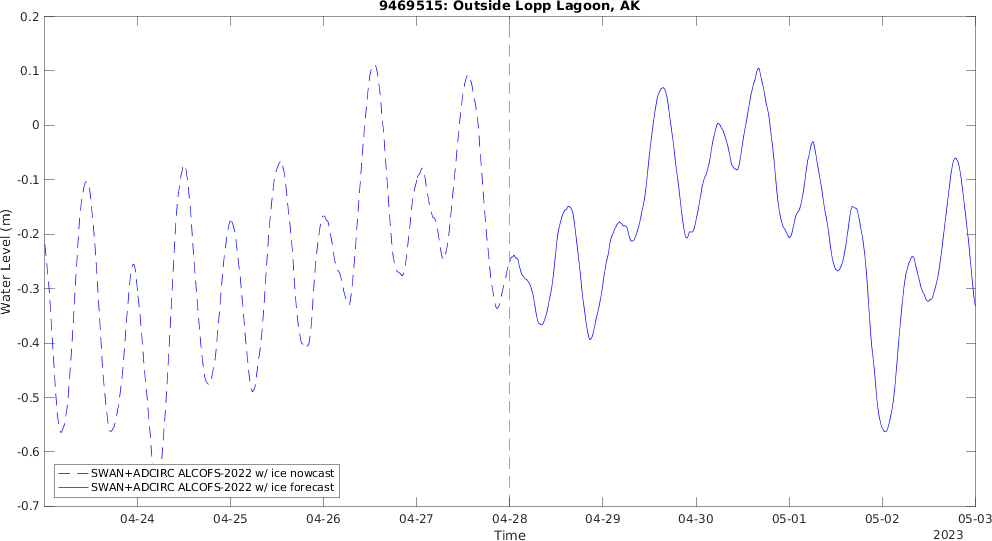 9469515: Outside Lopp Lagoon, AK
0.2
0.1
0
-0.1
-0.2
-0.3
-0.4
-0.5
-0.6
-0.7
Water Level (m)
SWAN+ADCIRC ALCOFS-2022 w/ ice nowcast
SWAN+ADCIRC ALCOFS-2022 w/ ice forecast
04-24 04-25 04-26 04-27 04-28 04-29 04-30 05-01 05-02 05-03
Time
2023